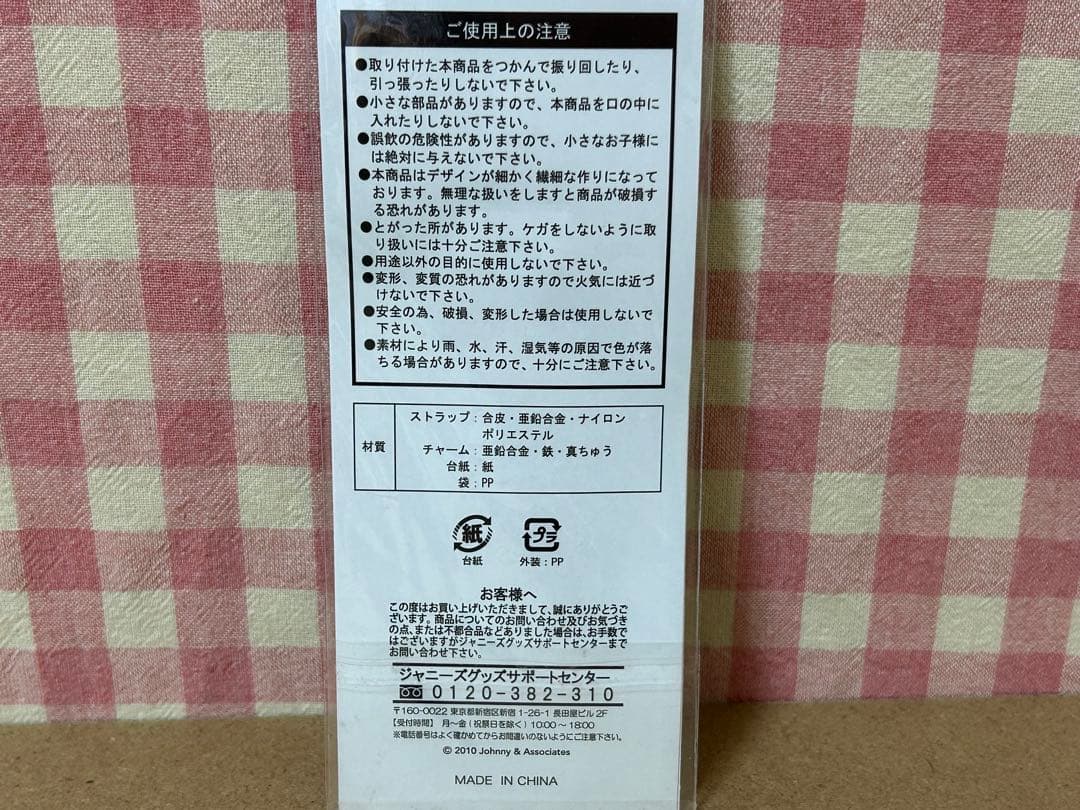 ご使用上の注意
●取り付けた本商品をつかんで振り回したり、
引っ張ったりしないで下さい。
●小さな部品がありますので、本商品を口の中に
入れたりしないで下さい。
●誤飲の危険性がありますので、小さなお子様に
は絶対に与えないで下さい。
●本商品はデザインが細かく繊細な作りになって
おります。無理な扱いをしますと商品が破損す
る恐れがあります。
●とがった所があります。ケガをしないように取
り扱いには十分ご注意下さい。
●用途以外の目的に使用しないで下さい。
●変形、変質の恐れがありますので火気には近づ
けないで下さい。
●安全の為、破損、変形した場合は使用しないで
下さい。
●素材により雨、水、汗、湿気等の原因で色が落
ちる場合がありますので、十分にご注意下さい。
材質
ストラップ：合皮・亜鉛合金・ナイロン
ポリエステル
チャーム：亜鉛合金・鉄・真ちゅう
台紙：紙
袋：PP
紙 プラ
台紙 外装：PP
お客様へ
この度はお買い上げいただきまして、誠にありがとうご
ざいます。商品についてのお問い合わせ及びお気づき
の点、または不都合品などありました場合は、お手数で
はございますがジャニーズグッズサポートセンターまで
お問い合わせ下さい。
ジャニーズグッズサポートセンター
0120-382-310
〒160-0022 東京都新宿区新宿 1-26-1 長田屋ビル 2F
【受付時間】 月〜金（祝祭日を除く）10:00〜18:00
※電話番号はよく確かめてからお間違いのないようにご注意下さい。
© 2010 Johnny & Associates
MADE IN CHINA